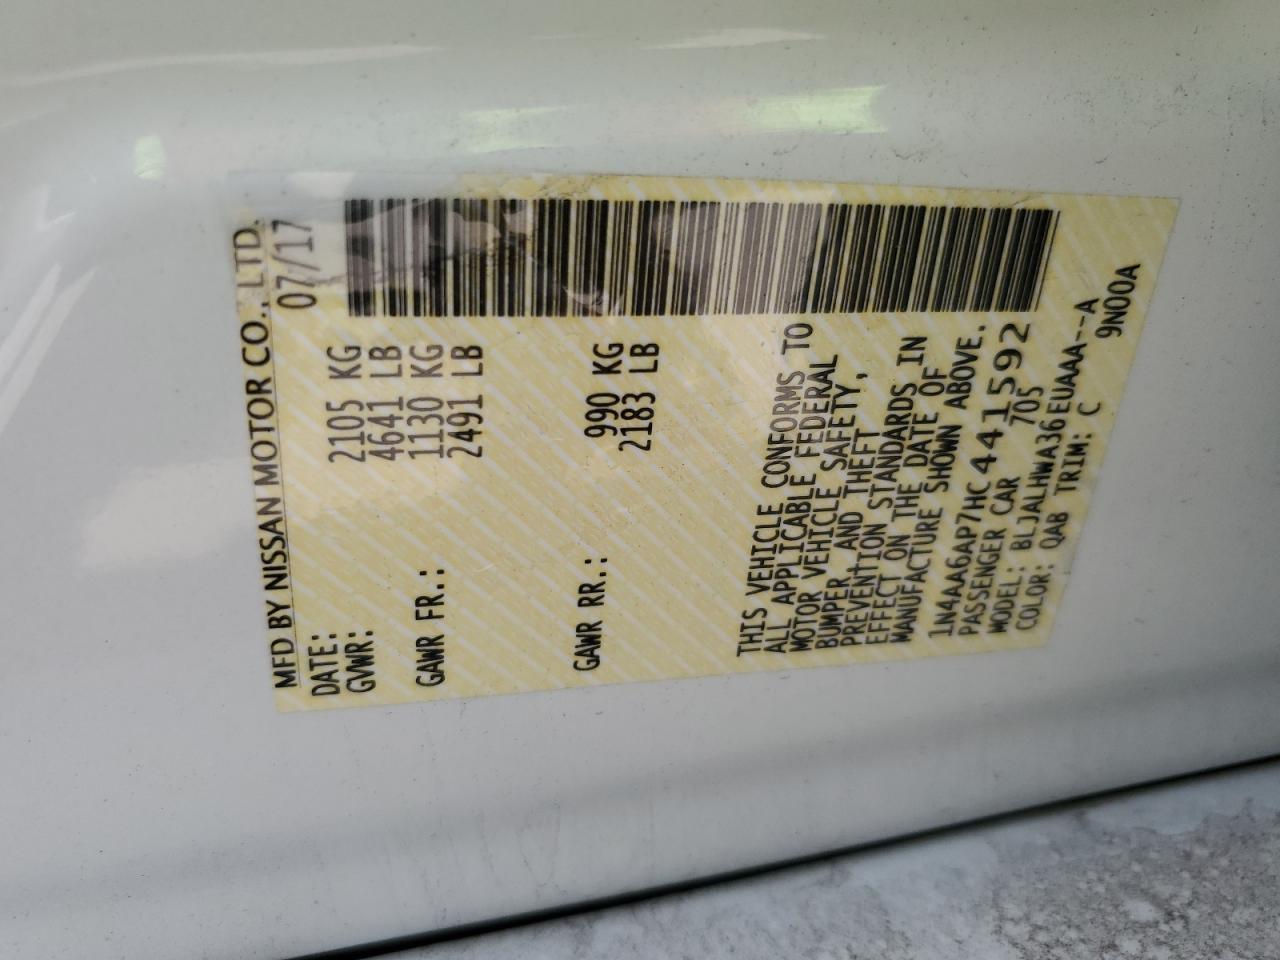 MFD BY NISSAN MOTOR CO., LTD.
DATE: 07/17
GVWR: 2105 KG
4641 LB
GAWR FR.: 1130 KG
2491 LB
GAWR RR.: 990 KG
2183 LB
THIS VEHICLE CONFORMS TO
ALL APPLICABLE FEDERAL
MOTOR VEHICLE SAFETY,
BUMPER, AND THEFT
PREVENTION STANDARDS IN
EFFECT ON THE DATE OF
MANUFACTURE SHOWN ABOVE.
1N4AA6AP7HC441592
PASSENGER CAR 705
MODEL: BLJALHWA36EUAAA--A
COLOR: QAB TRIM: C 9N00A